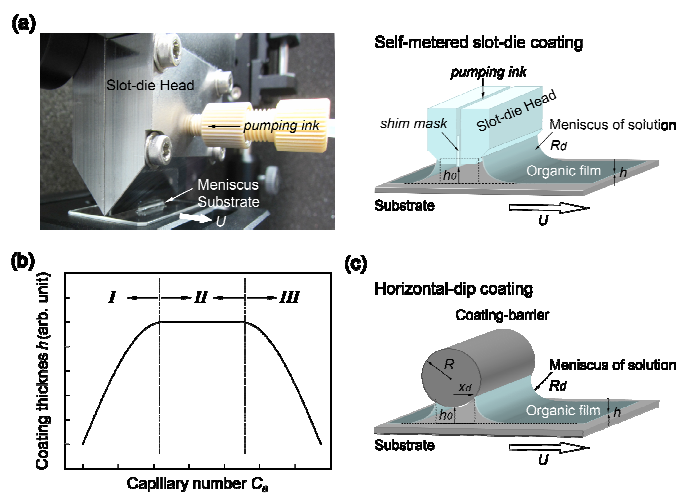 (a)
Slot-die Head
pumping ink
Meniscus
Substrate
U
Self-metered slot-die coating
pumping ink
shim mask
Slot-die Head
Meniscus of solution
Rd
h0
Organic film
h
Substrate
U
(b)
Coating thicknes h (arb. unit)
I
II
III
Capillary number Ca
(c)
Horizontal-dip coating
Coating-barrier
R
xd
Meniscus of solution
Rd
h0
Organic film
h
Substrate
U